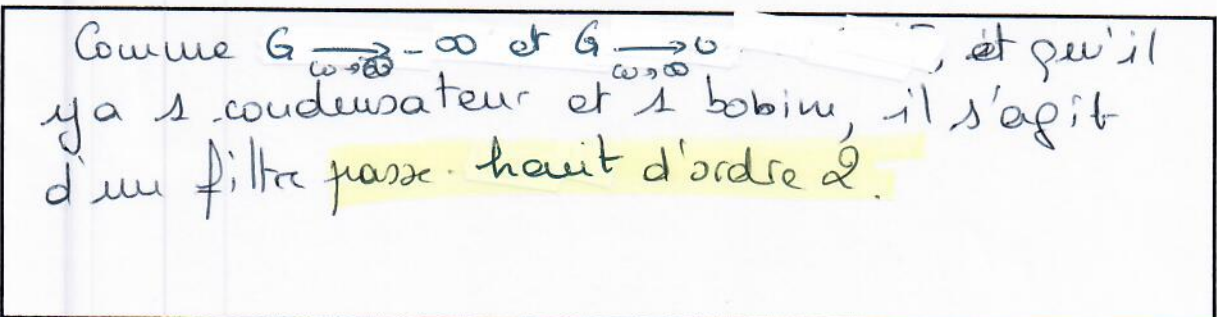 Comme G → -∞ et G → 0 , et qu'il
ω→0 ω→∞
y a 1 condensateur et 1 bobine, il s'agit
d'un filtre passe-haut d'ordre 2.